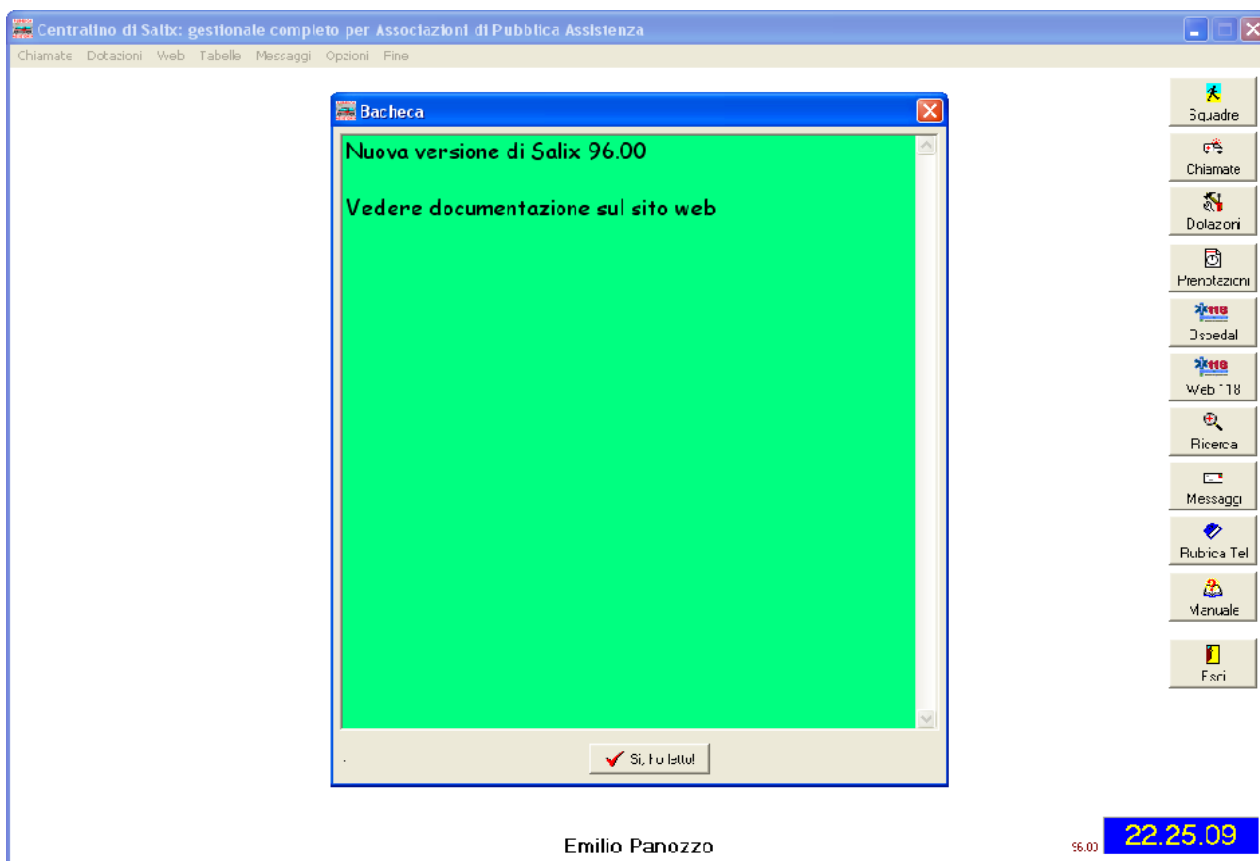 Centralino di Salix: gestionale completo per Associazioni di Pubblica Assistenza
Chiamate Dotazioni Web Tabelle Messaggi Opzioni Fine
Bacheca
Nuova versione di Salix 96.00
Vedere documentazione sul sito web
Si, ho letto!
Squadre
Chiamate
Dotazioni
Prenotazioni
118
Ospedali
118
Web 118
Ricerca
Messaggi
Rubrica Tel
Manuale
Esci
Emilio Panozzo
96.00
22.25.09